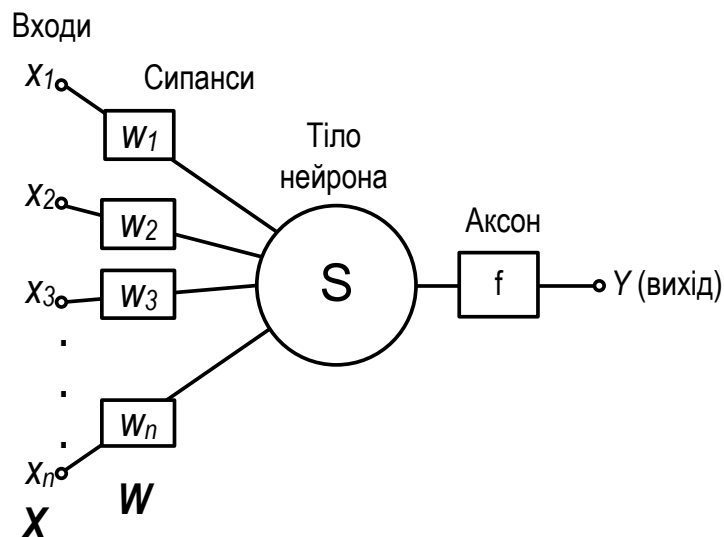 Входи
x1
Сипанси
w1
Тіло
нейрона
x2
w2
Аксон
x3
w3
S
f
Y (вихід)
.
.
.
wn
xn
X
W